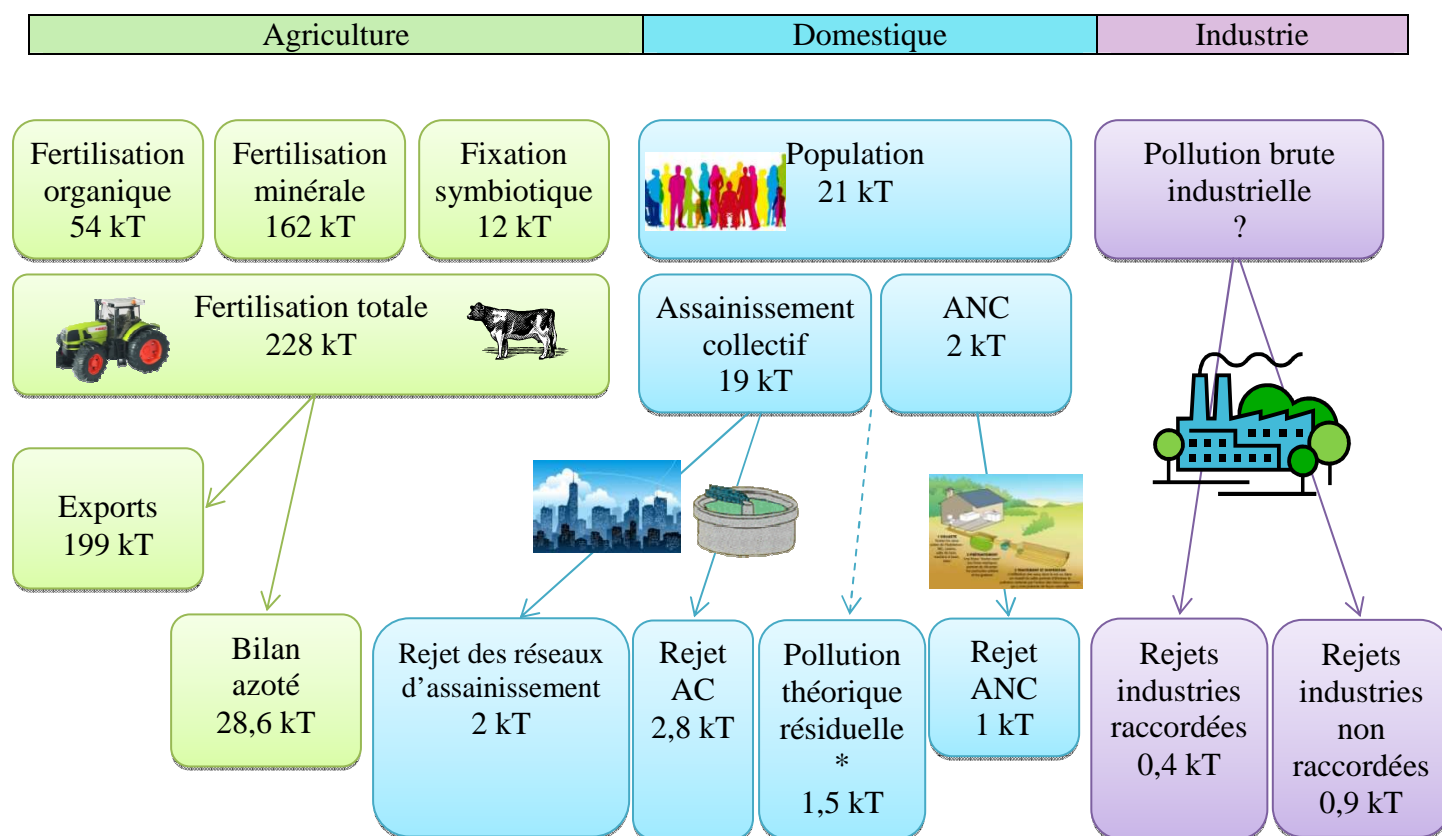 Agriculture
Domestique
Industrie
Fertilisation
organique
54 kT
Fertilisation
minérale
162 kT
Fixation
symbiotique
12 kT
Population
21 kT
Pollution brute
industrielle
?
Fertilisation totale
228 kT
Assainissement
collectif
19 kT
ANC
2 kT
Exports
199 kT
Bilan
azoté
28,6 kT
Rejet des réseaux
d’assainissement
2 kT
Rejet
AC
2,8 kT
Pollution
théorique
résiduelle
*
1,5 kT
Rejet
ANC
1 kT
Rejets
industries
raccordées
0,4 kT
Rejets
industries
non
raccordées
0,9 kT